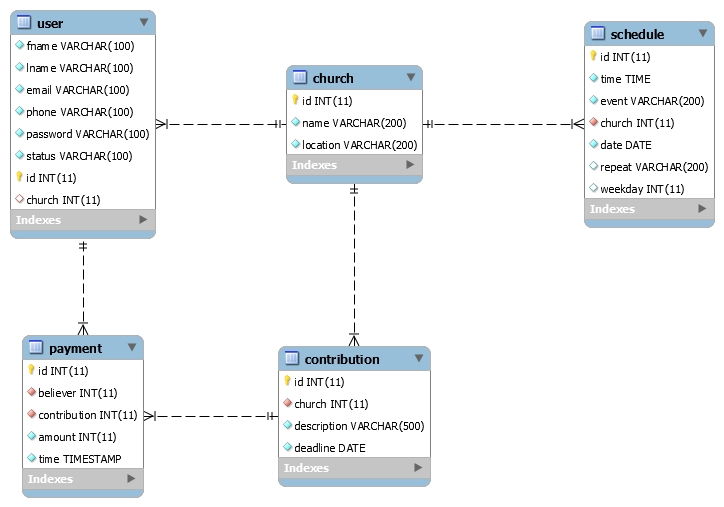 user
fname VARCHAR(100)
lname VARCHAR(100)
email VARCHAR(100)
phone VARCHAR(100)
password VARCHAR(100)
status VARCHAR(100)
id INT(11)
church INT(11)
Indexes
church
id INT(11)
name VARCHAR(200)
location VARCHAR(200)
Indexes
schedule
id INT(11)
time TIME
event VARCHAR(200)
church INT(11)
date DATE
repeat VARCHAR(200)
weekday INT(11)
Indexes
payment
id INT(11)
believer INT(11)
contribution INT(11)
amount INT(11)
time TIMESTAMP
Indexes
contribution
id INT(11)
church INT(11)
description VARCHAR(500)
deadline DATE
Indexes